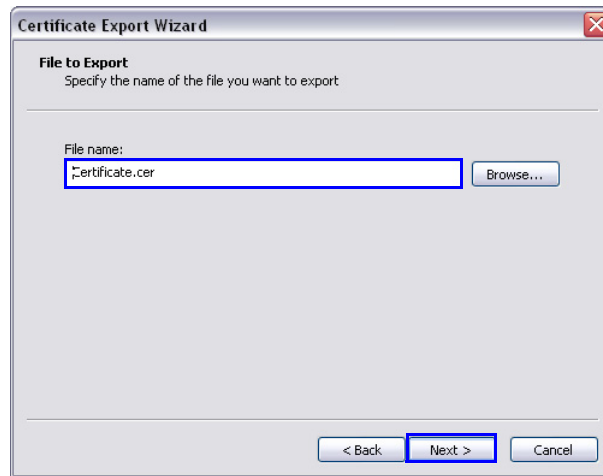 Certificate Export Wizard
File to Export
Specify the name of the file you want to export
File name:
Certificate.cer
Browse...
< Back
Next >
Cancel